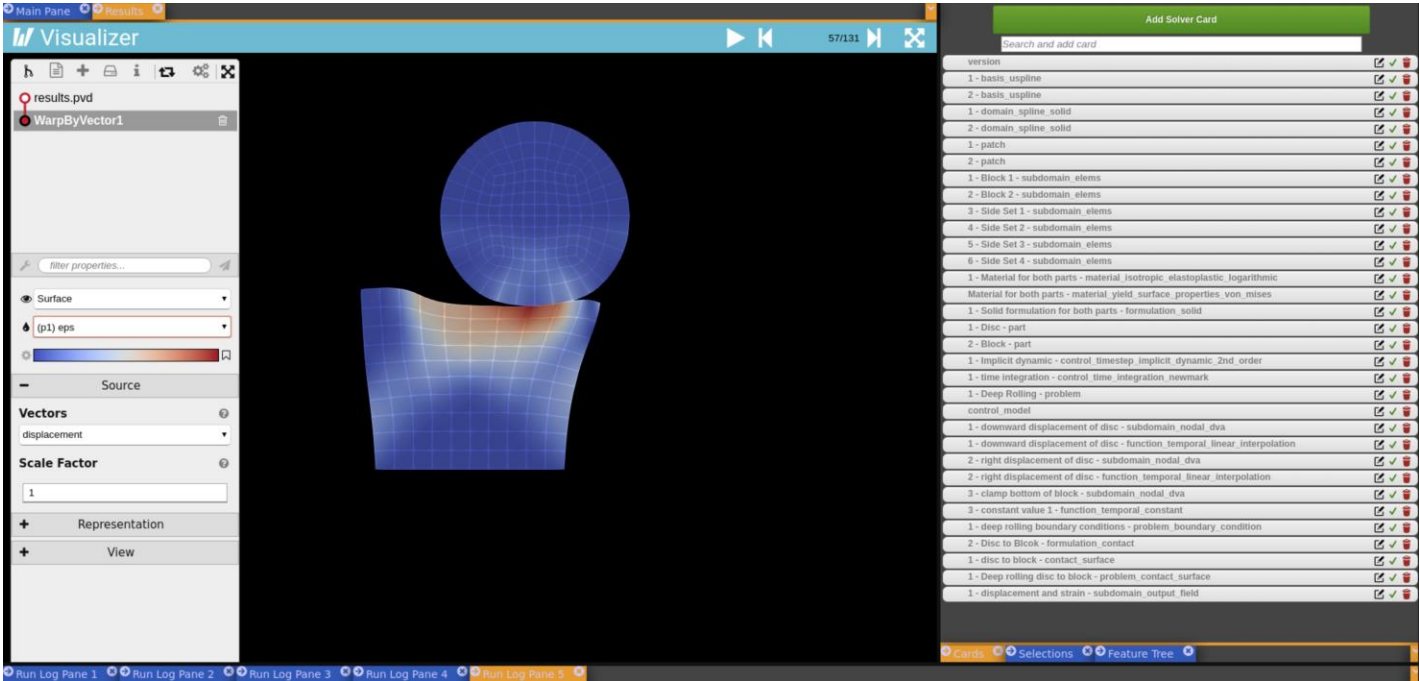 Main Pane
Results
Visualizer
57/131
results.pvd
WarpByVector1
filter properties...
Surface
(p1) eps
Source
Vectors
displacement
Scale Factor
1
Representation
View
Add Solver Card
Search and add card
version
1 - basis_uspline
2 - basis_uspline
1 - domain_spline_solid
2 - domain_spline_solid
1 - patch
2 - patch
1 - Block 1 - subdomain_elems
2 - Block 2 - subdomain_elems
3 - Side Set 1 - subdomain_elems
4 - Side Set 2 - subdomain_elems
5 - Side Set 3 - subdomain_elems
6 - Side Set 4 - subdomain_elems
1 - Material for both parts - material_isotropic_elastoplastic_logarithmic
Material for both parts - material_yield_surface_properties_von_mises
1 - Solid formulation for both parts - formulation_solid
1 - Disc - part
2 - Block - part
1 - Implicit dynamic - control_timestep_implicit_dynamic_2nd_order
1 - time integration - control_time_integration_newmark
1 - Deep Rolling - problem
control_model
1 - downward displacement of disc - subdomain_nodal_dva
1 - downward displacement of disc - function_temporal_linear_interpolation
2 - right displacement of disc - subdomain_nodal_dva
2 - right displacement of disc - function_temporal_linear_interpolation
3 - clamp bottom of block - subdomain_nodal_dva
3 - constant value 1 - function_temporal_constant
1 - deep rolling boundary conditions - problem_boundary_condition
2 - Disc to Blcok - formulation_contact
1 - disc to block - contact_surface
1 - Deep rolling disc to block - problem_contact_surface
1 - displacement and strain - subdomain_output_field
Cards
Selections
Feature Tree
Run Log Pane 1
Run Log Pane 2
Run Log Pane 3
Run Log Pane 4
Run Log Pane 5